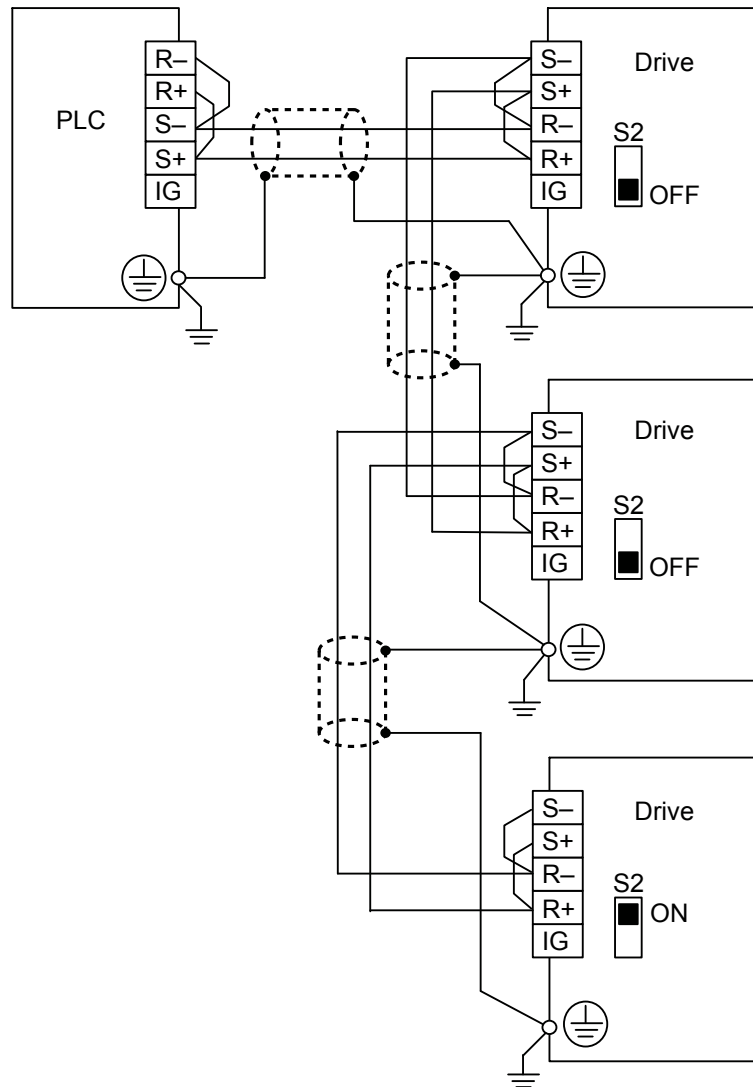 PLC
R–
R+
S–
S+
IG
S–
S+
R–
R+
IG
Drive
S2
OFF
S–
S+
R–
R+
IG
Drive
S2
OFF
S–
S+
R–
R+
IG
Drive
S2
ON